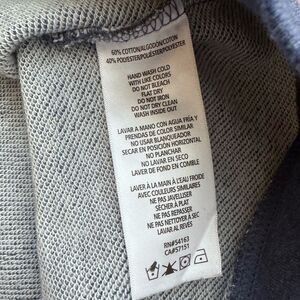 60% COTTON/ALGODÓN/COTON
40% POLYESTER/POLIÉSTER/POLYESTER
HAND WASH COLD
WITH LIKE COLORS
DO NOT BLEACH
FLAT DRY
DO NOT IRON
DO NOT DRY CLEAN
WASH INSIDE OUT
LAVAR A MANO CON AGUA FRÍA Y
PRENDAS DE COLOR SIMILAR
NO USAR BLANQUEADOR
SECAR EN POSICIÓN HORIZONTAL
NO PLANCHAR
NO LAVAR EN SECO
LAVER DE FOND EN COMBLE
LAVER À LA MAIN À L'EAU FROIDE
AVEC COULEURS SIMILAIRES
NE PAS JAVELLISER
SÉCHER À PLAT
NE PAS REPASSER
NE PAS NETTOYER À SEC
LAVAR AL REVÉS
RN#54163
CA#57151